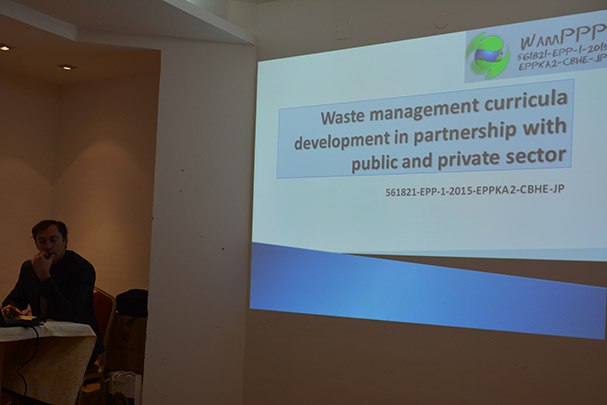 WamPPP
561821-EPP-1-2015-
EPPKA2-CBHE-JP
Waste management curricula
development in partnership with
public and private sector
561821-EPP-1-2015-EPPKA2-CBHE-JP